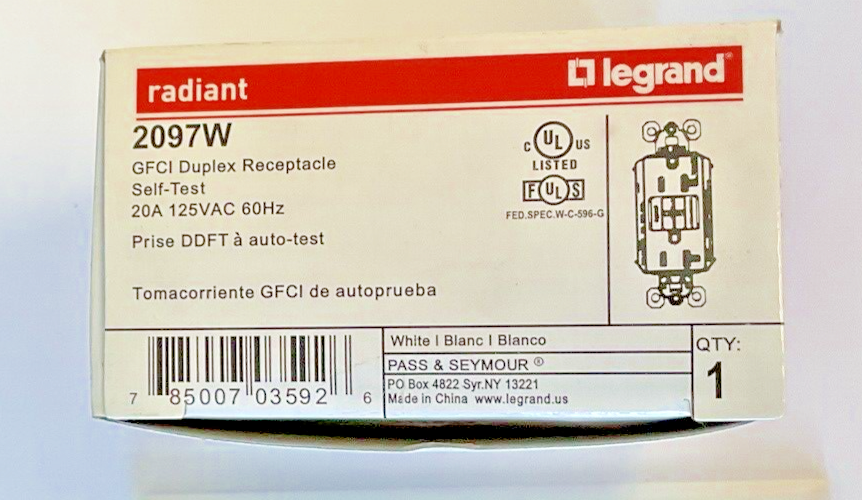 radiant
legrand®
2097W
GFCI Duplex Receptacle
Self-Test
20A 125VAC 60Hz
Prise DDFT à auto-test
Tomacorriente GFCI de autoprueba
C UL US
LISTED
F UL S
FED.SPEC.W-C-596-G
7 85007 03592 6
White I Blanc I Blanco
PASS & SEYMOUR ®
PO Box 4822 Syr.NY 13221
Made in China www.legrand.us
QTY:
1